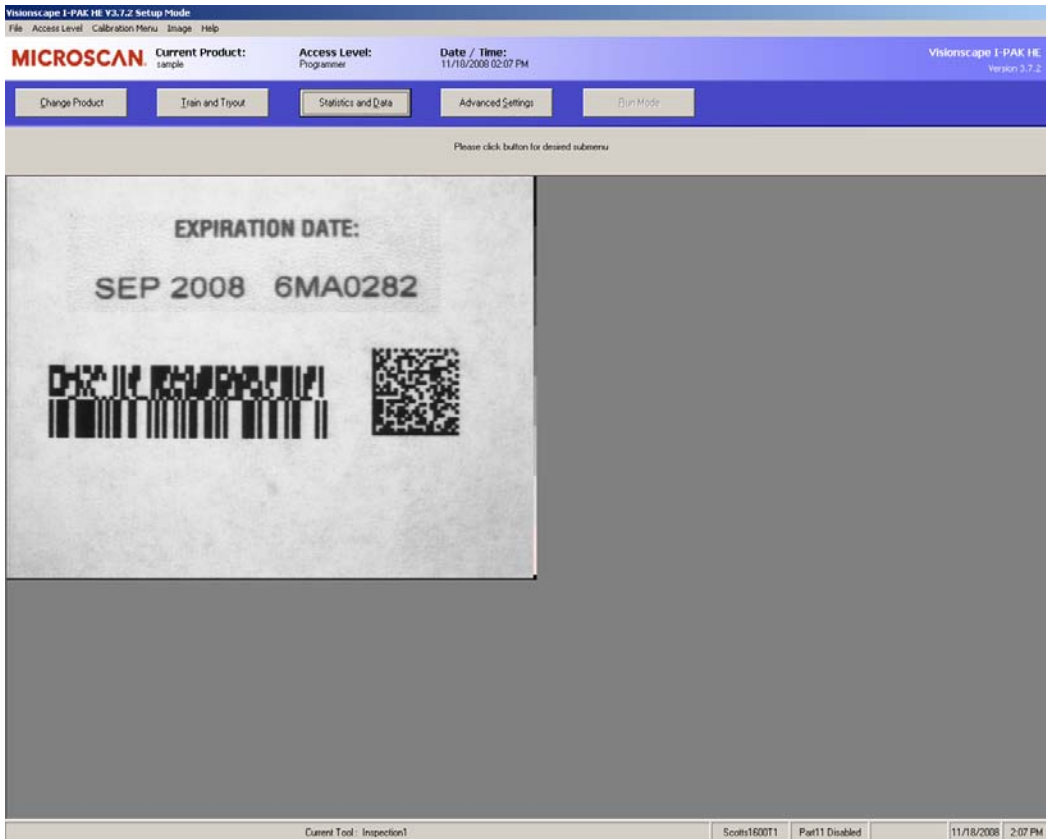 Visionscape I-PAK HE V3.7.2 Setup Mode
File Access Level Calibration Menu Image Help
MICROSCAN. Current Product: Access Level: Date / Time: Visionscape I-PAK HE
sample Programmer 11/18/2008 02:07 PM Version 3.7.2
Change Product Train and Tryout Statistics and Data Advanced Settings Run Mode
Please click button for desired submenu
EXPIRATION DATE:
SEP 2008 6MA0282
Current Tool : Inspection1 Scotts1600T1 Part11 Disabled 11/18/2008 2:07 PM